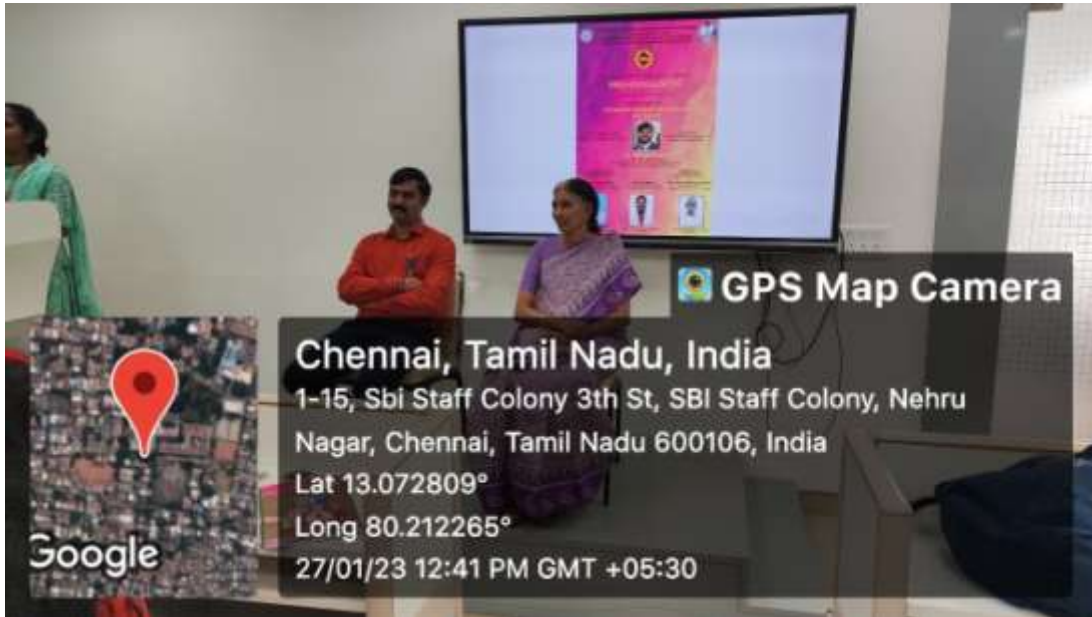 GPS Map Camera
Chennai, Tamil Nadu, India
1-15, Sbi Staff Colony 3th St, SBI Staff Colony, Nehru
Nagar, Chennai, Tamil Nadu 600106, India
Lat 13.072809°
Long 80.212265°
27/01/23 12:41 PM GMT +05:30
Google